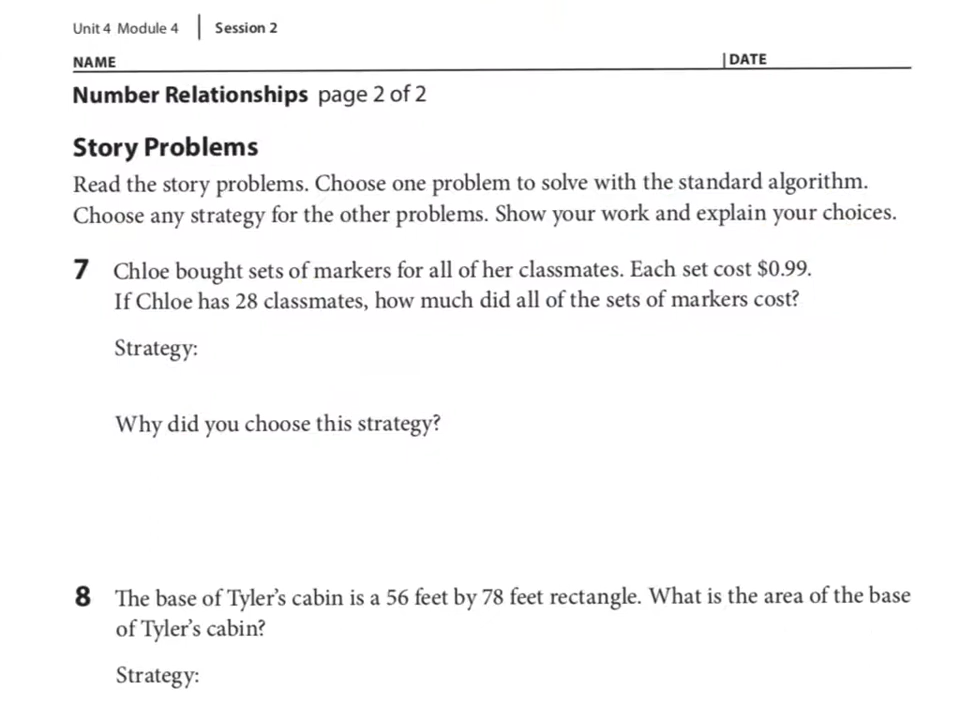 Unit 4 Module 4 | Session 2
NAME | DATE
Number Relationships page 2 of 2
Story Problems
Read the story problems. Choose one problem to solve with the standard algorithm.
Choose any strategy for the other problems. Show your work and explain your choices.
7 Chloe bought sets of markers for all of her classmates. Each set cost $0.99.
If Chloe has 28 classmates, how much did all of the sets of markers cost?
Strategy:
Why did you choose this strategy?
8 The base of Tyler's cabin is a 56 feet by 78 feet rectangle. What is the area of the base
of Tyler's cabin?
Strategy: